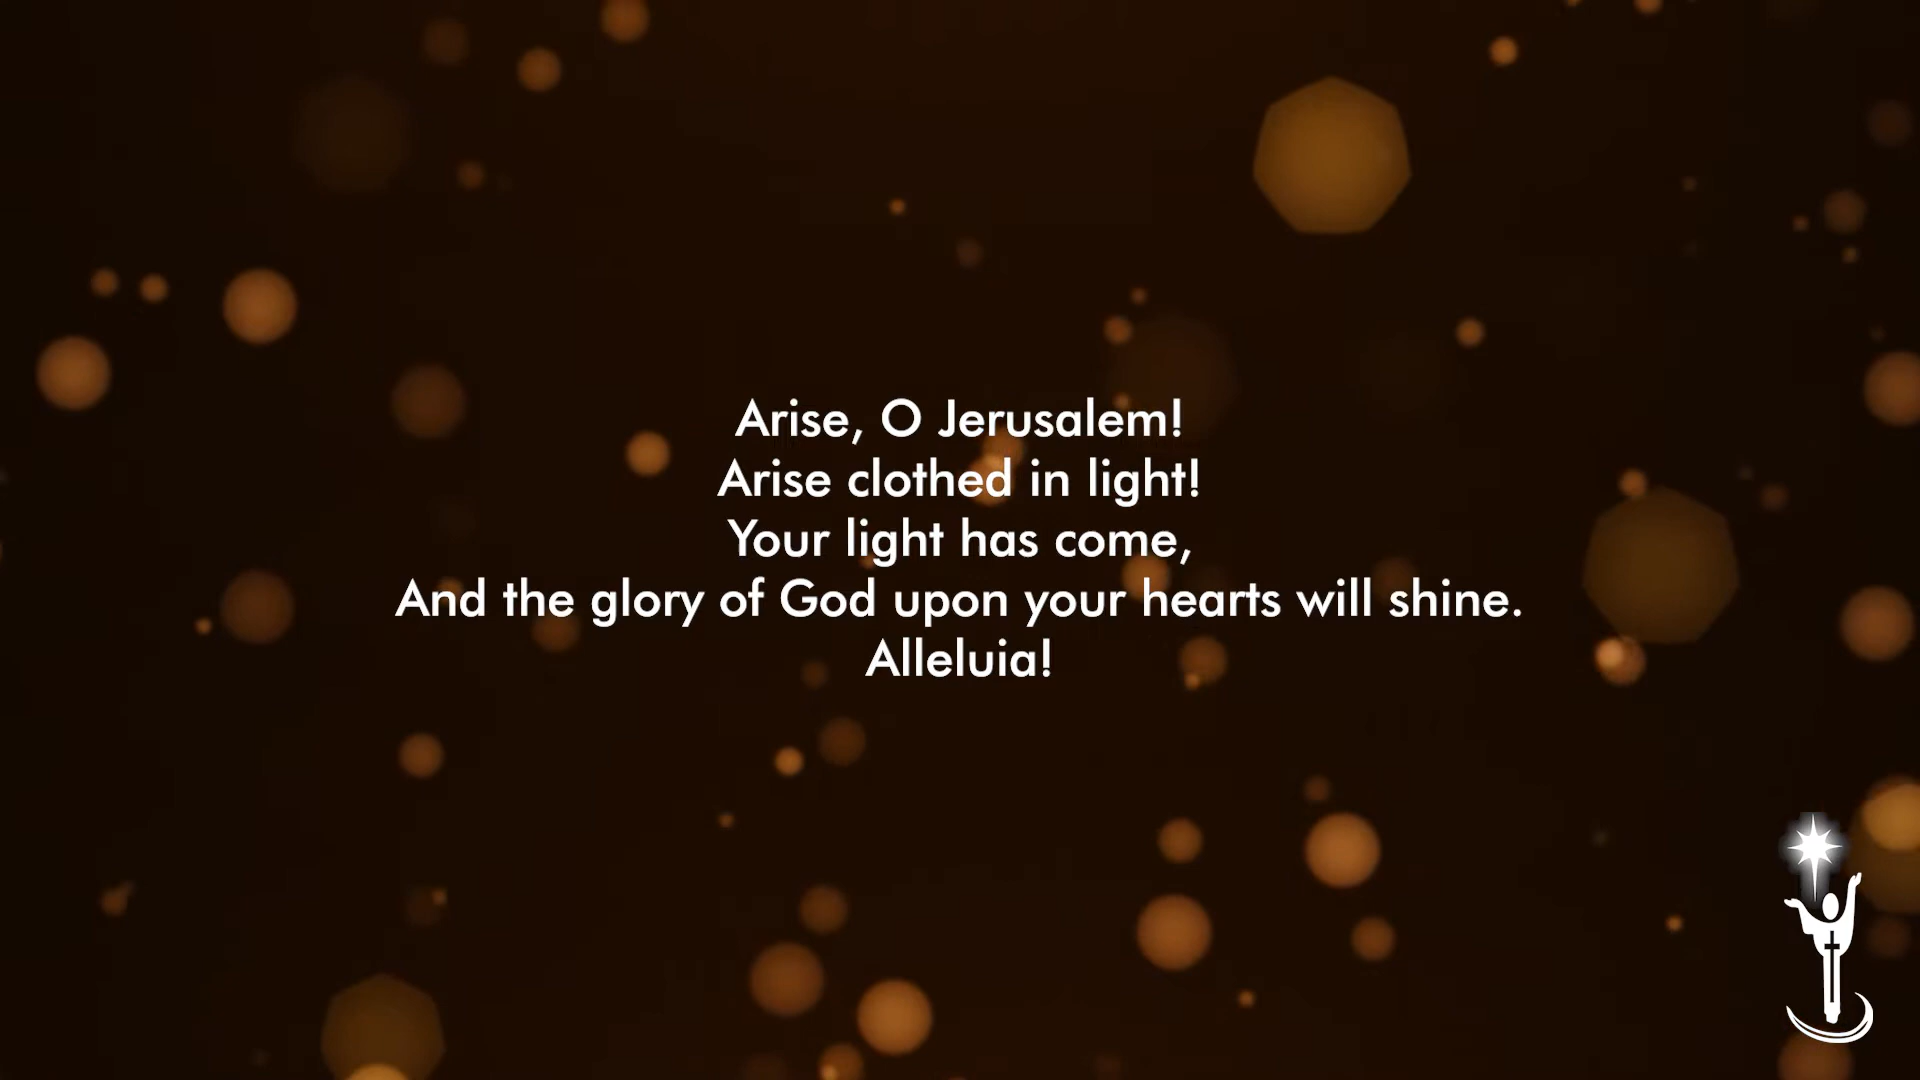 Arise, O Jerusalem!
Arise clothed in light!
Your light has come,
And the glory of God upon your hearts will shine.
Alleluia!